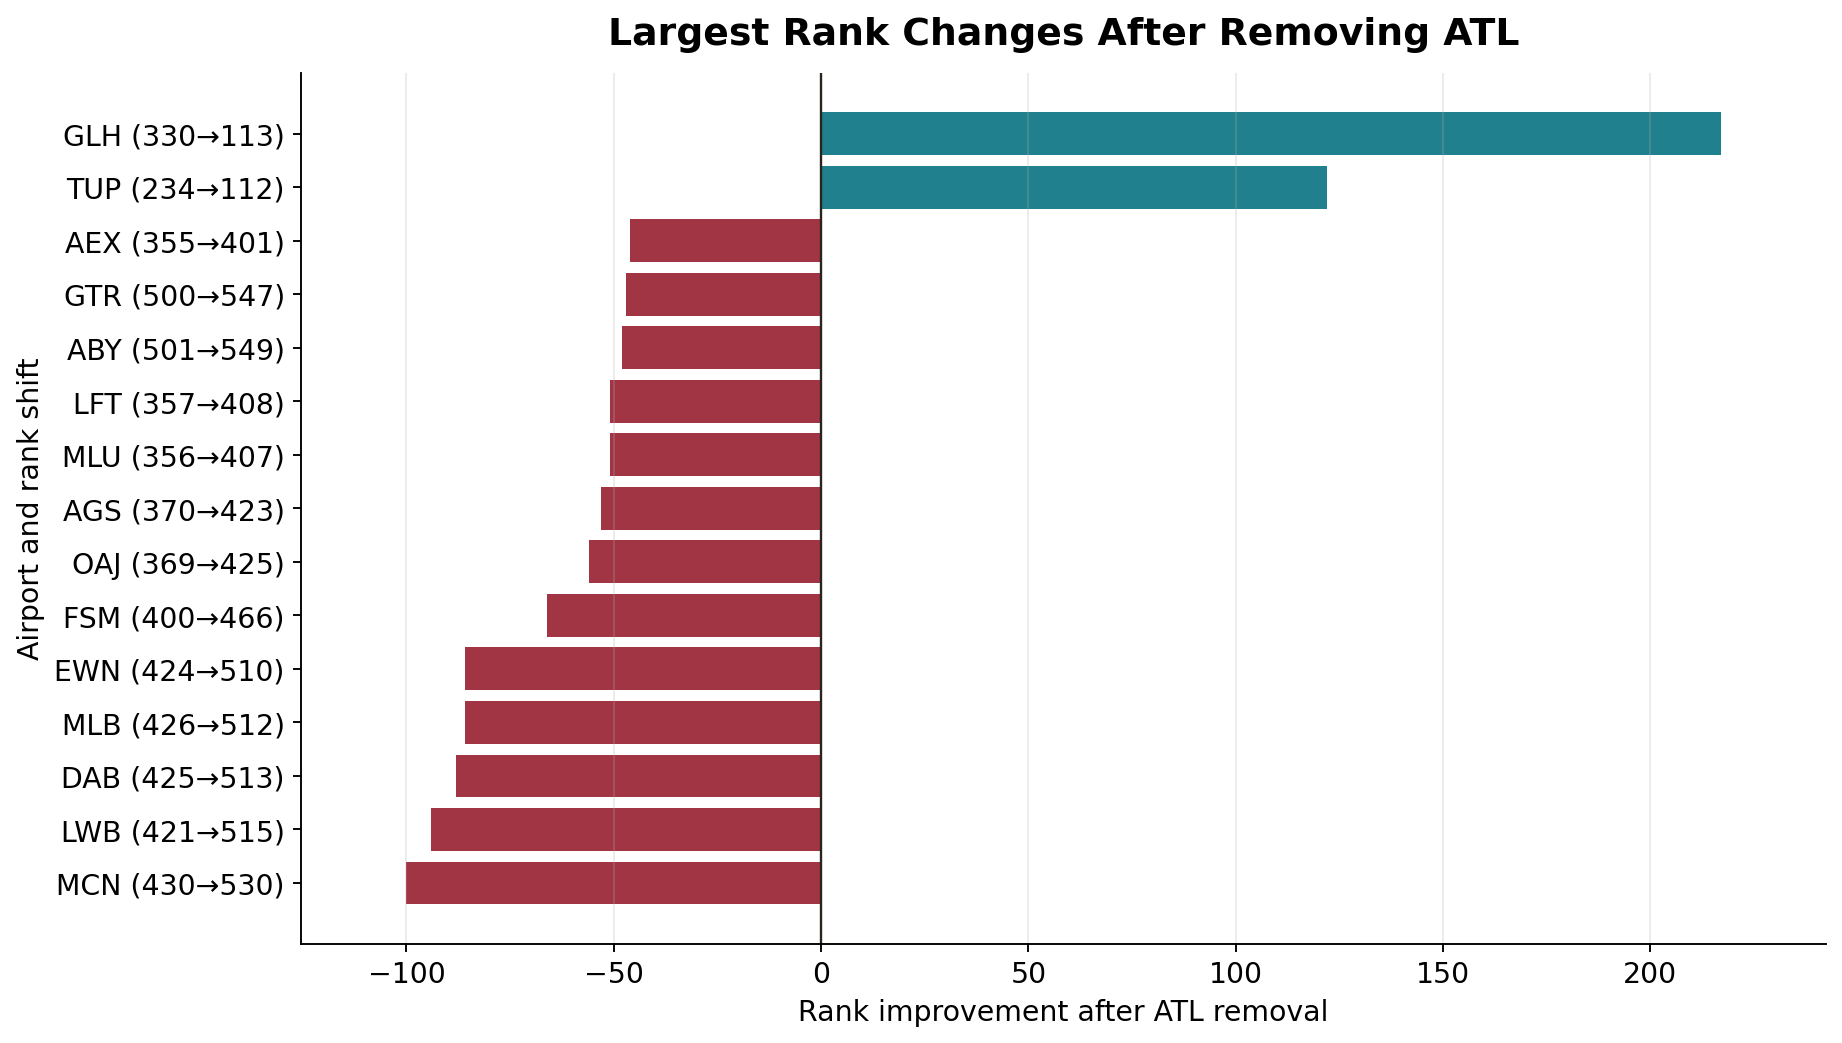 Largest Rank Changes After Removing ATL
Airport and rank shift
GLH (330→113)
TUP (234→112)
AEX (355→401)
GTR (500→547)
ABY (501→549)
LFT (357→408)
MLU (356→407)
AGS (370→423)
OAJ (369→425)
FSM (400→466)
EWN (424→510)
MLB (426→512)
DAB (425→513)
LWB (421→515)
MCN (430→530)
−100 −50 0 50 100 150 200
Rank improvement after ATL removal